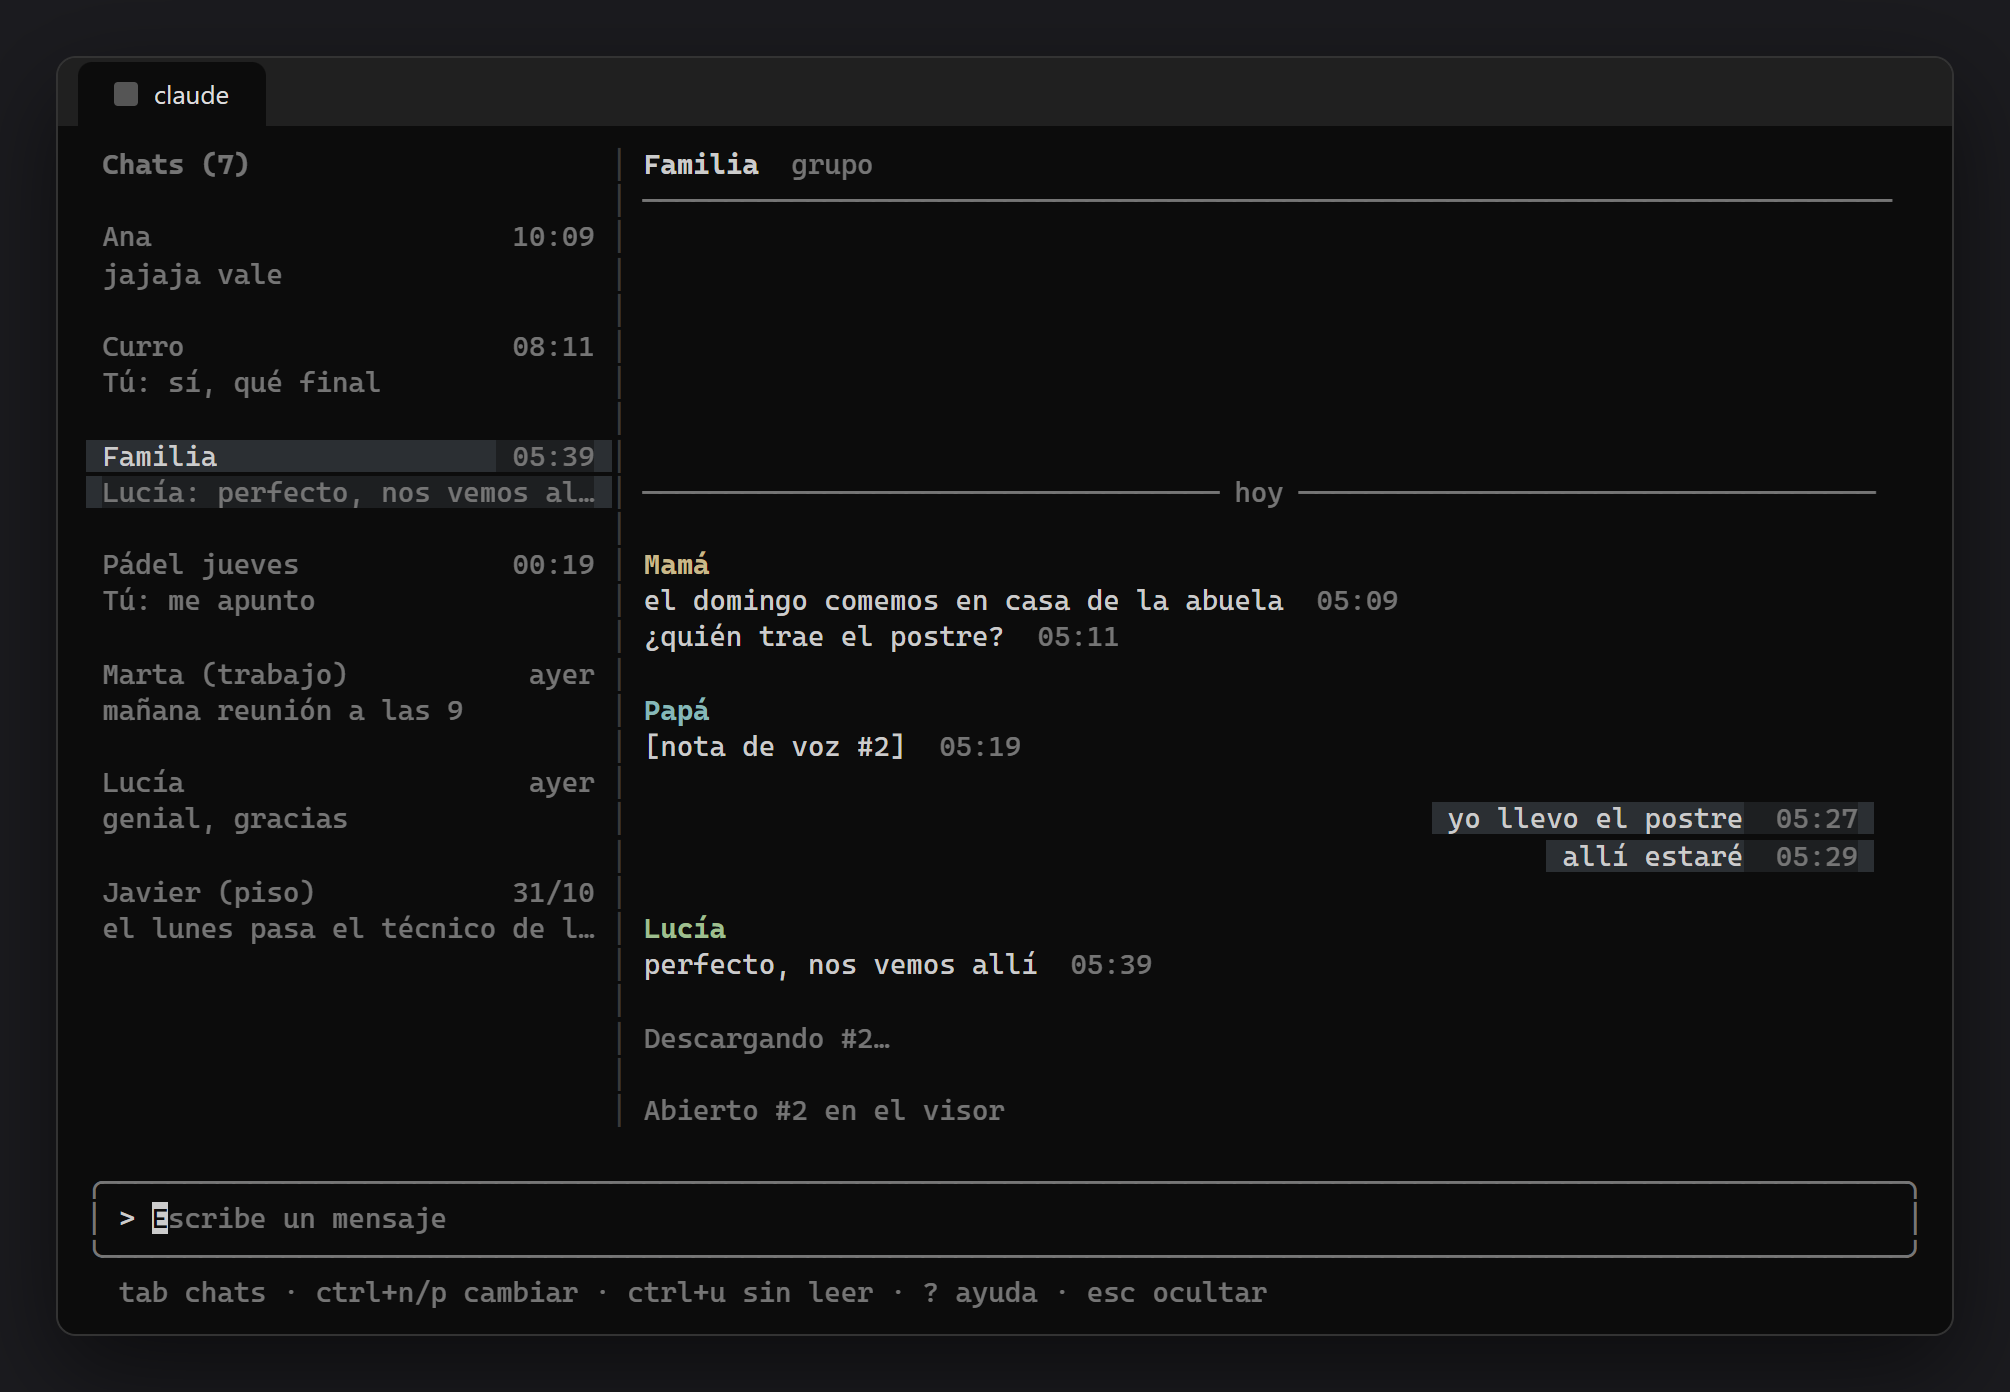 claude
Chats (7)
Ana 10:09
jajaja vale
Curro 08:11
Tú: sí, qué final
Familia 05:39
Lucía: perfecto, nos vemos al…
Pádel jueves 00:19
Tú: me apunto
Marta (trabajo) ayer
mañana reunión a las 9
Lucía ayer
genial, gracias
Javier (piso) 31/10
el lunes pasa el técnico de l…
Familia grupo
hoy
Mamá
el domingo comemos en casa de la abuela 05:09
¿quién trae el postre? 05:11
Papá
[nota de voz #2] 05:19
yo llevo el postre 05:27
allí estaré 05:29
Lucía
perfecto, nos vemos allí 05:39
Descargando #2…
Abierto #2 en el visor
> Escribe un mensaje
tab chats · ctrl+n/p cambiar · ctrl+u sin leer · ? ayuda · esc ocultar